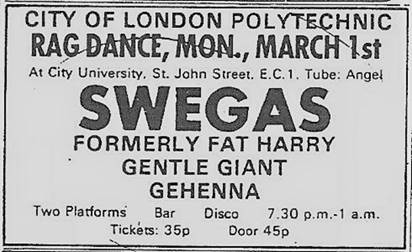 CITY OF LONDON POLYTECHNIC
RAG DANCE, MON., MARCH 1st
At City University, St. John Street, E.C.1. Tube: Angel
SWEGAS
FORMERLY FAT HARRY
GENTLE GIANT
GEHENNA
Two Platforms Bar Disco 7.30 p.m.-1 a.m.
Tickets: 35p Door 45p